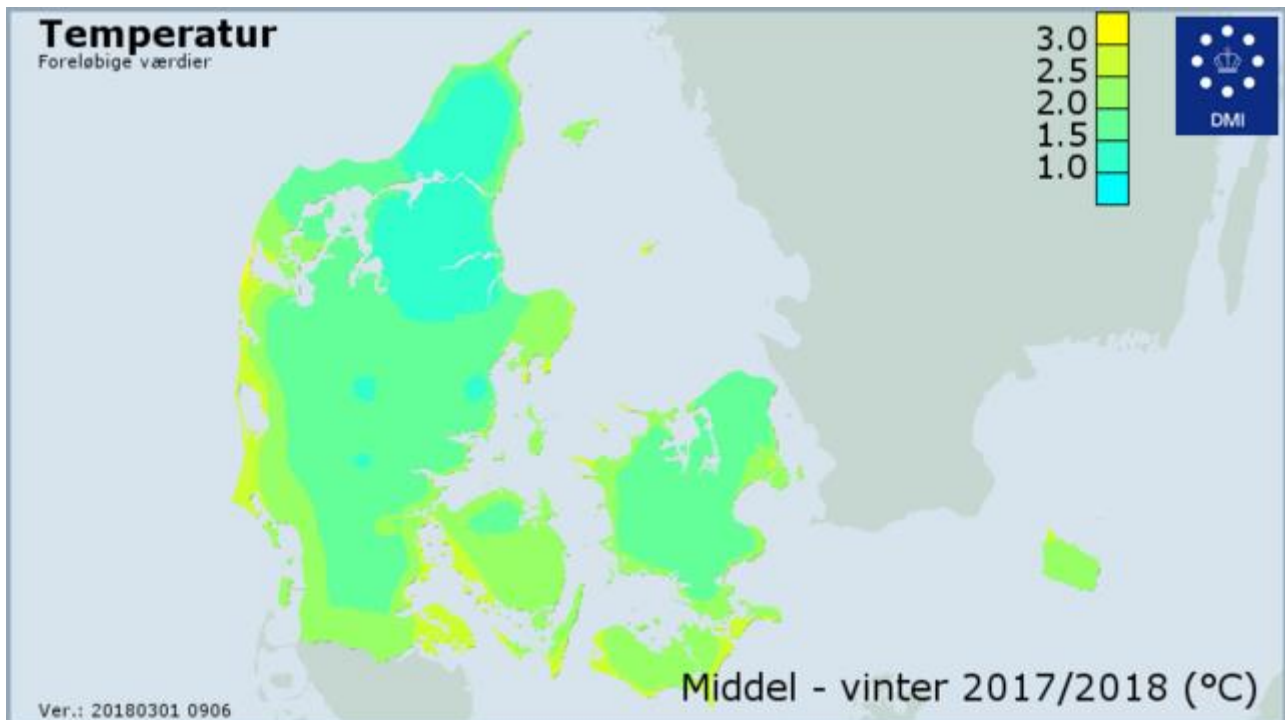 Temperatur
Foreløbige værdier
3.0
2.5
2.0
1.5
1.0
DMI
Middel - vinter 2017/2018 (°C)
Ver.: 20180301 0906